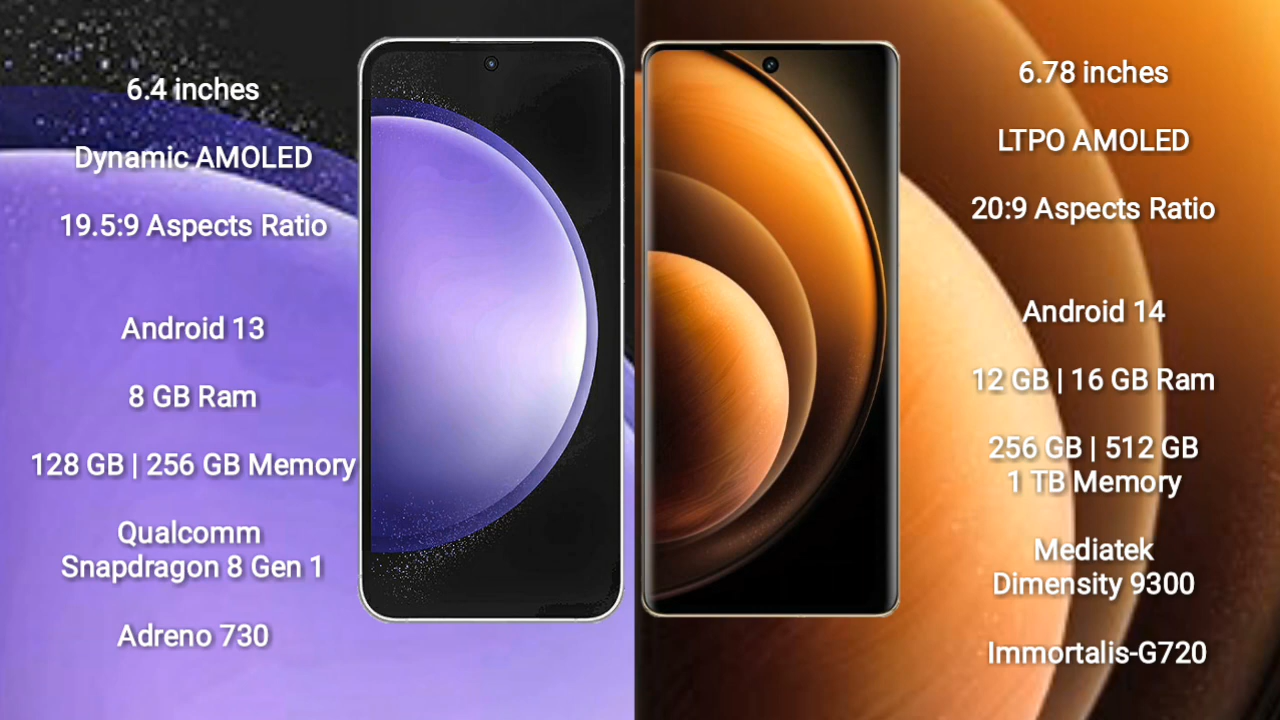 6.4 inches
Dynamic AMOLED
19.5:9 Aspects Ratio
Android 13
8 GB Ram
128 GB | 256 GB Memory
Qualcomm
Snapdragon 8 Gen 1
Adreno 730
6.78 inches
LTPO AMOLED
20:9 Aspects Ratio
Android 14
12 GB | 16 GB Ram
256 GB | 512 GB
1 TB Memory
Mediatek
Dimensity 9300
Immortalis-G720